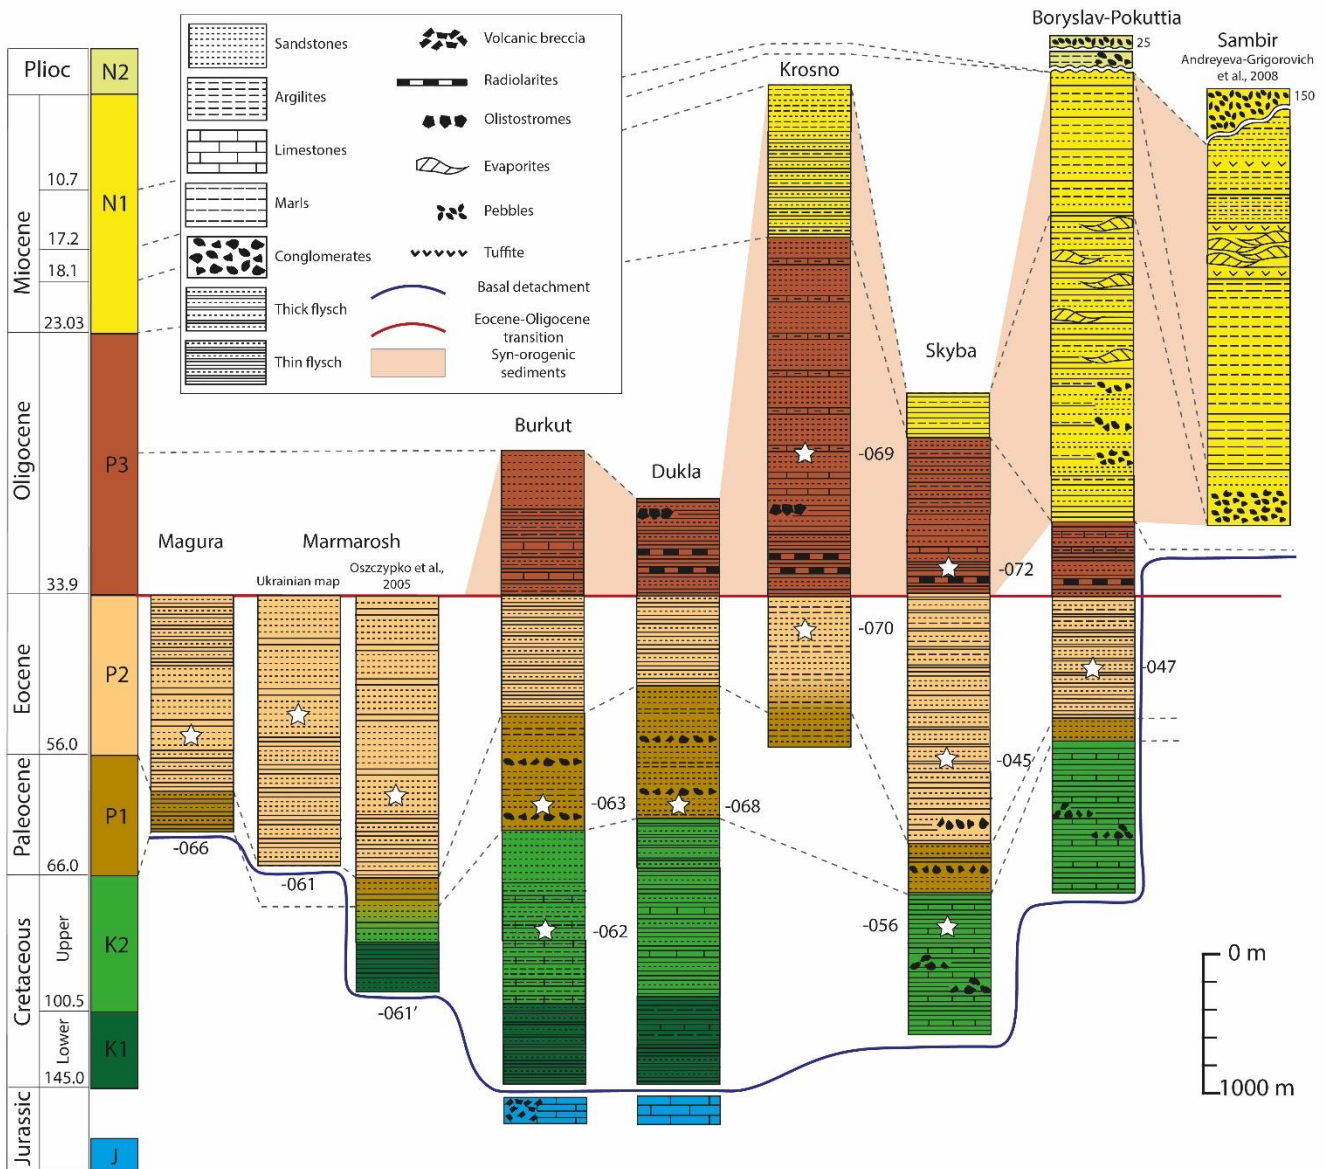 Plioc
N2
Miocene
10.7
17.2
18.1
23.03
N1
Oligocene
33.9
P3
Eocene
56.0
P2
Paleocene
66.0
P1
Cretaceous
Upper
100.5
K2
Lower
145.0
K1
Jurassic
J
Sandstones
Argilites
Limestones
Marls
Conglomerates
Thick flysch
Thin flysch
Volcanic breccia
Radiolarites
Olistostromes
Evaporites
Pebbles
Tuffite
Basal detachment
Eocene-Oligocene
transition
Syn-orogenic
sediments
Magura
-066
Marmarosh
Ukrainian map
-061
Oszczypko et al.,
2005
-061'
Burkut
-063
-062
Dukla
-068
Krosno
-069
-070
Skyba
-072
-045
-056
Boryslav-Pokuttia
25
-047
Sambir
Andreyeva-Grigorovich
et al., 2008
150
0 m
1000 m